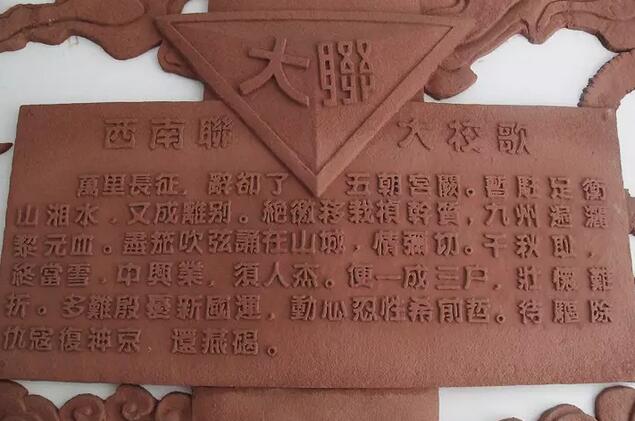 大聯
西南聯 大校歌
萬里長征，辭卻了 五朝宮闕。暫駐足衡
山湘水，又成離别。絕徼移栽楨幹質，九州遍灑
黎元血。盡笳吹弦誦在山城，情彌切。千秋恥，
終當雪，中興業，須人杰。便一成三户，壯懷難
折。多難殷憂新國運，動心忍性希前哲。待驅除
仇寇復神京，還燕碣。